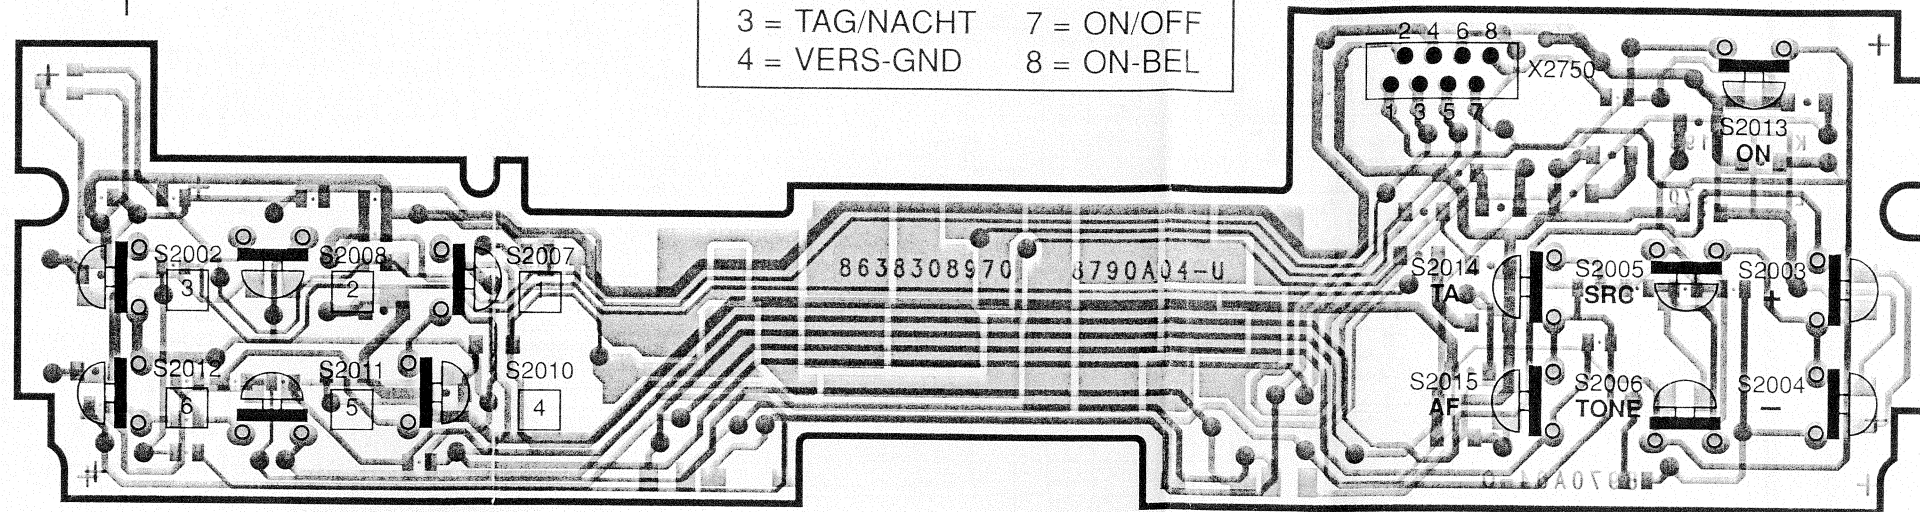 3 = TAG/NACHT 7 = ON/OFF
4 = VERS-GND 8 = ON-BEL
2 4 6 8
X2750
1 3 5 7
S2013
ON
S2002
3
S2008
2
S2007
1
8638308970 8790A04-U
S2014
TA
S2005
SRC
S2003
+
S2012
6
S2011
5
S2010
4
S2015
AF
S2006
TONE
S2004
–